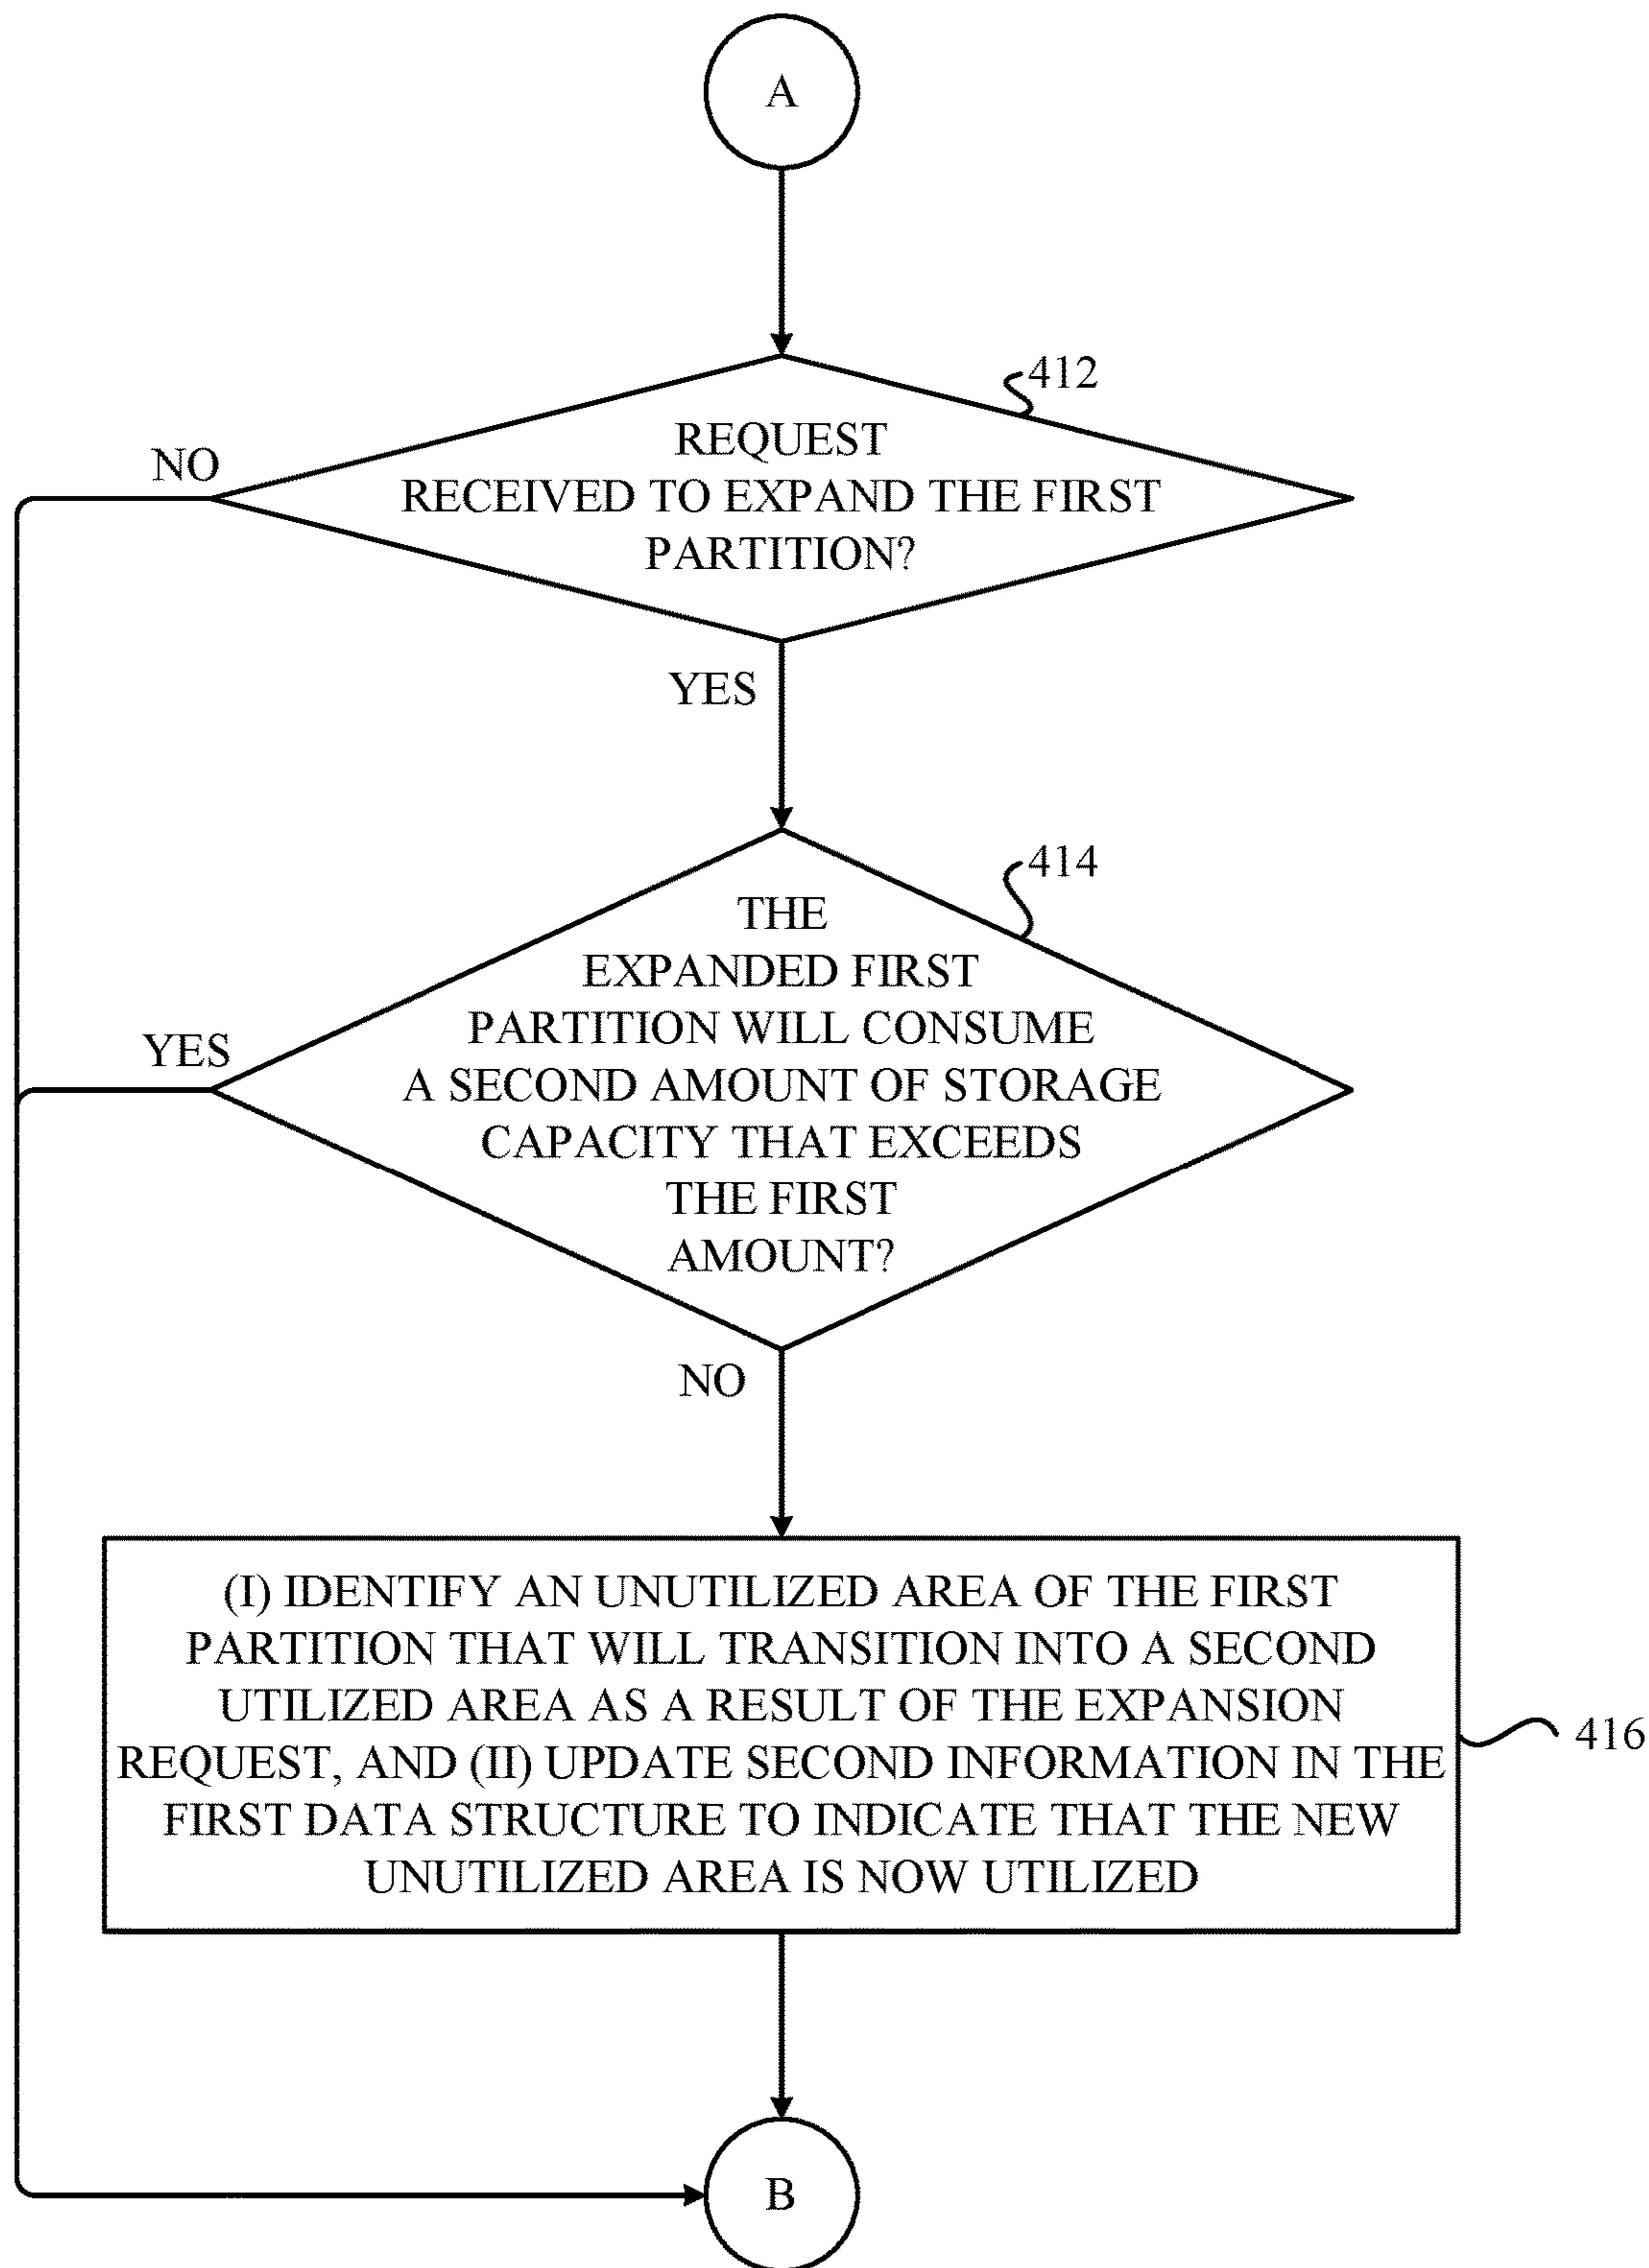 A
412
REQUEST
RECEIVED TO EXPAND THE FIRST
PARTITION?
NO
YES
414
THE
EXPANDED FIRST
PARTITION WILL CONSUME
A SECOND AMOUNT OF STORAGE
CAPACITY THAT EXCEEDS
THE FIRST
AMOUNT?
YES
NO
(I) IDENTIFY AN UNUTILIZED AREA OF THE FIRST
PARTITION THAT WILL TRANSITION INTO A SECOND
UTILIZED AREA AS A RESULT OF THE EXPANSION
REQUEST, AND (II) UPDATE SECOND INFORMATION IN THE
FIRST DATA STRUCTURE TO INDICATE THAT THE NEW
UNUTILIZED AREA IS NOW UTILIZED
416
B